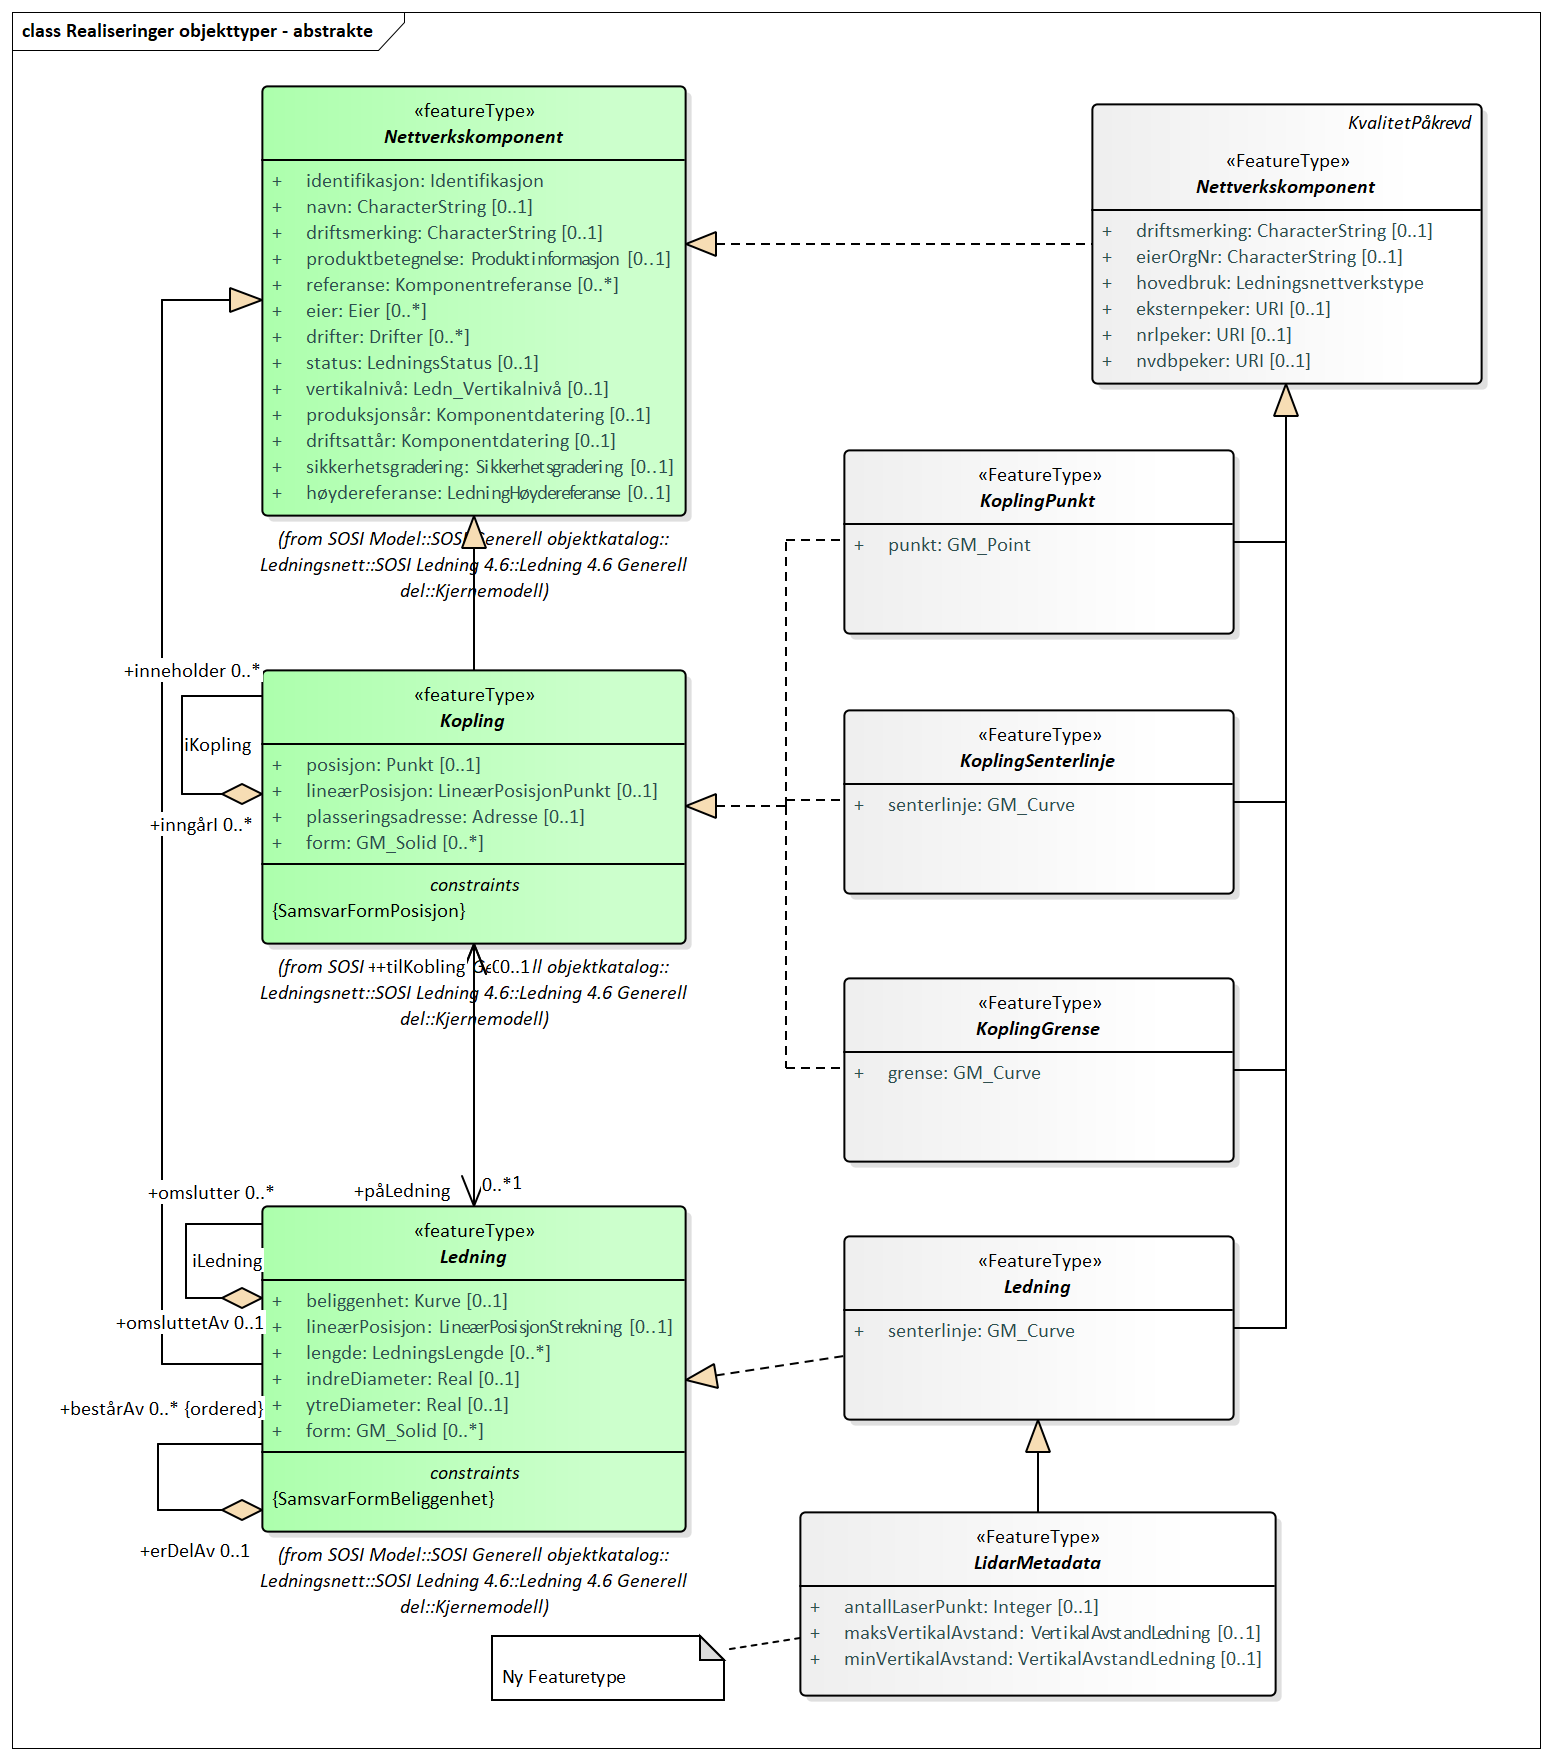 class Realiseringer objekttyper - abstrakte
«featureType»
Nettverkskomponent
+ identifikasjon: Identifikasjon
+ navn: CharacterString [0..1]
+ driftsmerking: CharacterString [0..1]
+ produktbetegnelse: Produktinformasjon [0..1]
+ referanse: Komponentreferanse [0..*]
+ eier: Eier [0..*]
+ drifter: Drifter [0..*]
+ status: LedningsStatus [0..1]
+ vertikalnivå: Ledn_Vertikalnivå [0..1]
+ produksjonsår: Komponentdatering [0..1]
+ driftsattår: Komponentdatering [0..1]
+ sikkerhetsgradering: Sikkerhetsgradering [0..1]
+ høydereferanse: LedningHøydereferanse [0..1]
(from SOSI Model::SOSI Generell objektkatalog::
Ledningsnett::SOSI Ledning 4.6::Ledning 4.6 Generell
del::Kjernemodell)
KvalitetPåkrevd
«FeatureType»
Nettverkskomponent
+ driftsmerking: CharacterString [0..1]
+ eierOrgNr: CharacterString [0..1]
+ hovedbruk: Ledningsnettverkstype
+ eksternpeker: URI [0..1]
+ nrlpeker: URI [0..1]
+ nvdbpeker: URI [0..1]
«FeatureType»
KoplingPunkt
+ punkt: GM_Point
+inneholder 0..*
iKopling
+inngårI 0..*
«featureType»
Kopling
+ posisjon: Punkt [0..1]
+ lineærPosisjon: LineærPosisjonPunkt [0..1]
+ plasseringsadresse: Adresse [0..1]
+ form: GM_Solid [0..*]
constraints
{SamsvarFormPosisjon}
(from SOSI ++tilKobling 0..1 ll objektkatalog::
Ledningsnett::SOSI Ledning 4.6::Ledning 4.6 Generell
del::Kjernemodell)
«FeatureType»
KoplingSenterlinje
+ senterlinje: GM_Curve
«FeatureType»
KoplingGrense
+ grense: GM_Curve
+påLedning 0..*1
+omslutter 0..*
iLedning
+omsluttetAv 0..1
+bestårAv 0..* {ordered}
+erDelAv 0..1
«featureType»
Ledning
+ beliggenhet: Kurve [0..1]
+ lineærPosisjon: LineærPosisjonStrekning [0..1]
+ lengde: LedningsLengde [0..*]
+ indreDiameter: Real [0..1]
+ ytreDiameter: Real [0..1]
+ form: GM_Solid [0..*]
constraints
{SamsvarFormBeliggenhet}
(from SOSI Model::SOSI Generell objektkatalog::
Ledningsnett::SOSI Ledning 4.6::Ledning 4.6 Generell
del::Kjernemodell)
«FeatureType»
Ledning
+ senterlinje: GM_Curve
«FeatureType»
LidarMetadata
+ antallLaserPunkt: Integer [0..1]
+ maksVertikalAvstand: VertikalAvstandLedning [0..1]
+ minVertikalAvstand: VertikalAvstandLedning [0..1]
Ny Featuretype